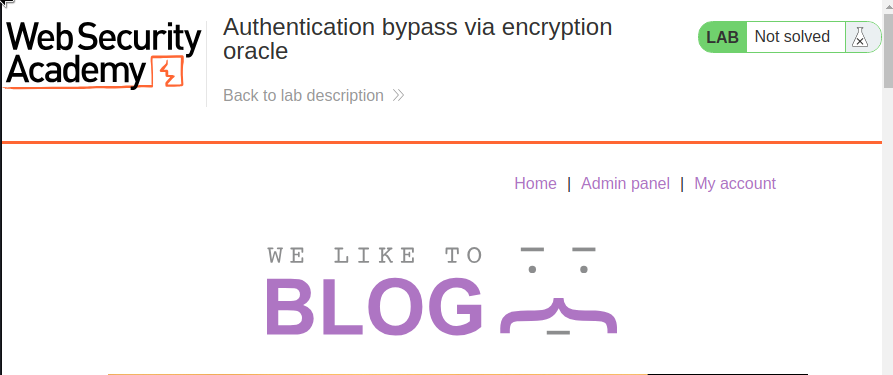 Web Security
Academy
Authentication bypass via encryption
oracle
Back to lab description
LAB Not solved
Home | Admin panel | My account
WE LIKE TO
BLOG